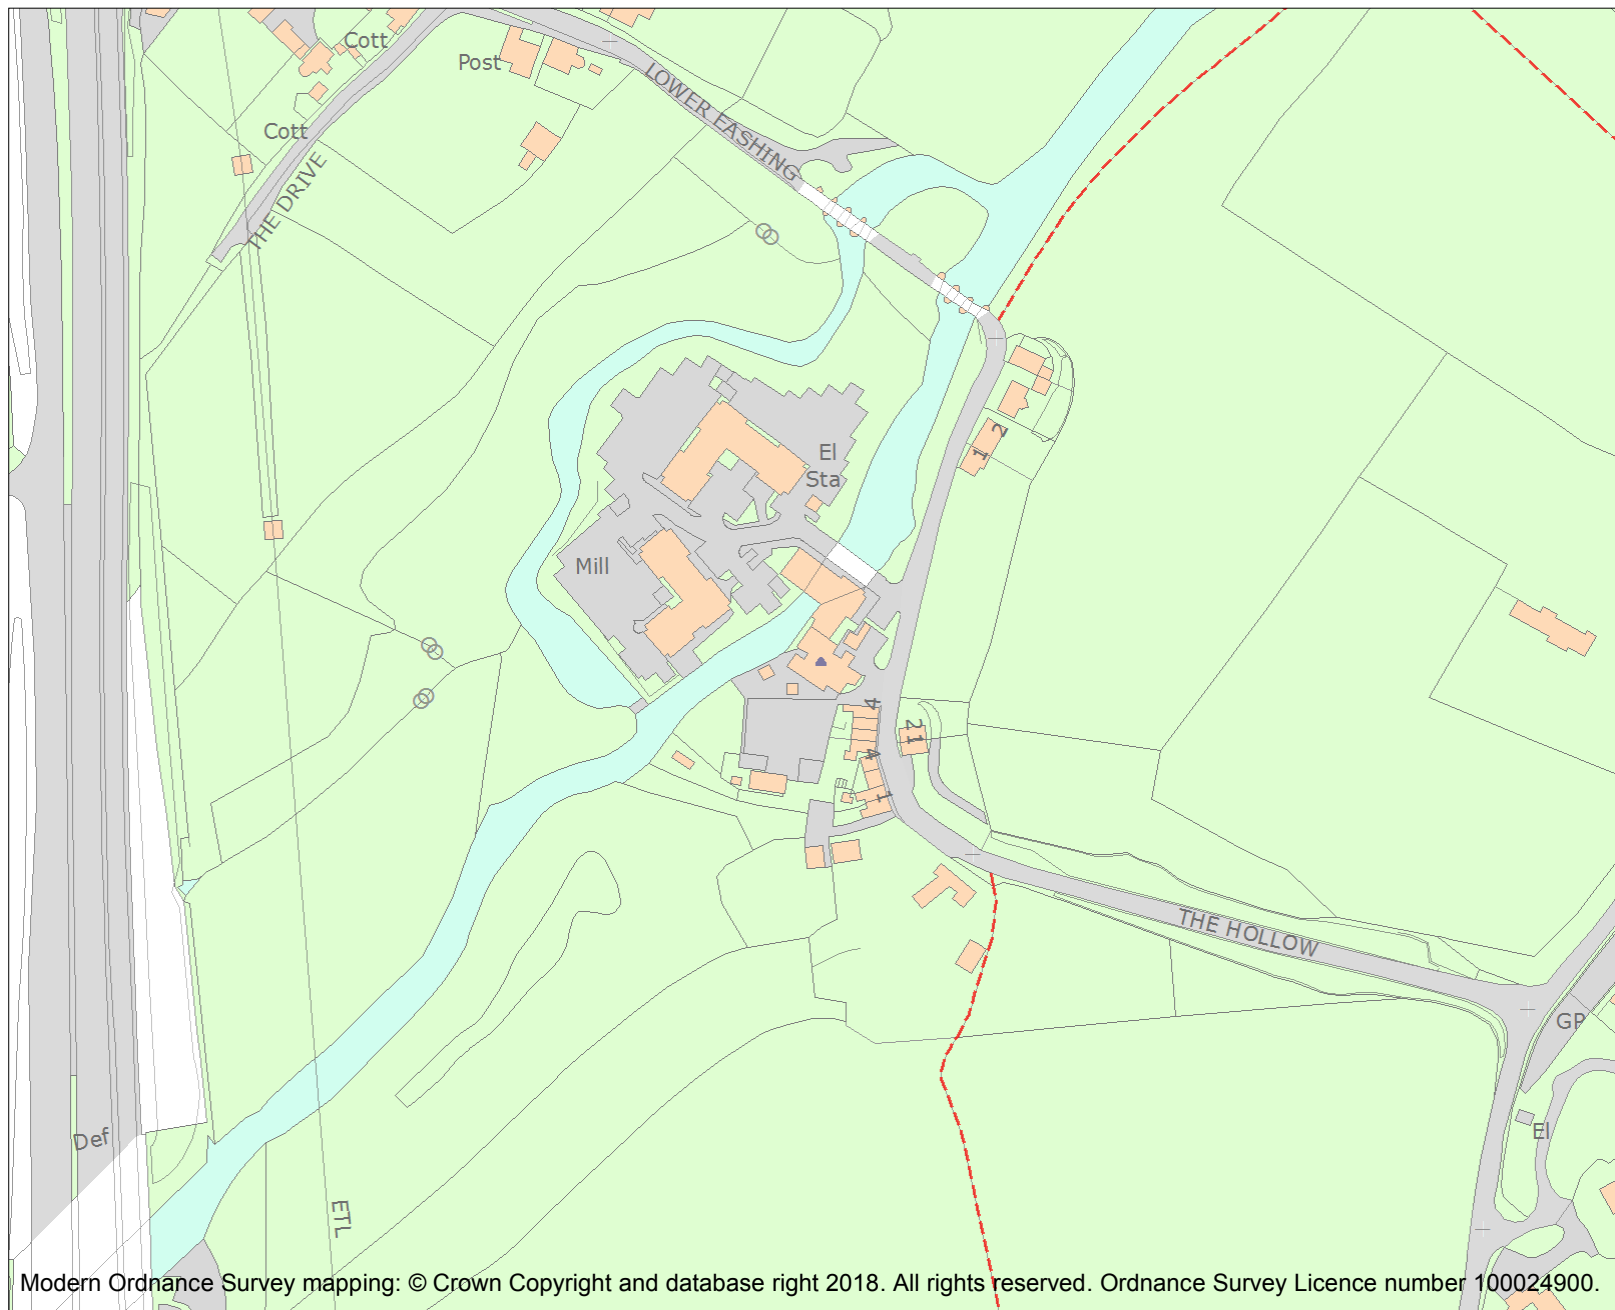 Cott
Post
LOWER EASHING
Cott
THE DRIVE
2
1
El
Sta
Mill
4
21
4
1
THE HOLLOW
GP
El
Def
ETL
Modern Ordnance Survey mapping: © Crown Copyright and database right 2018. All rights reserved. Ordnance Survey Licence number 100024900.